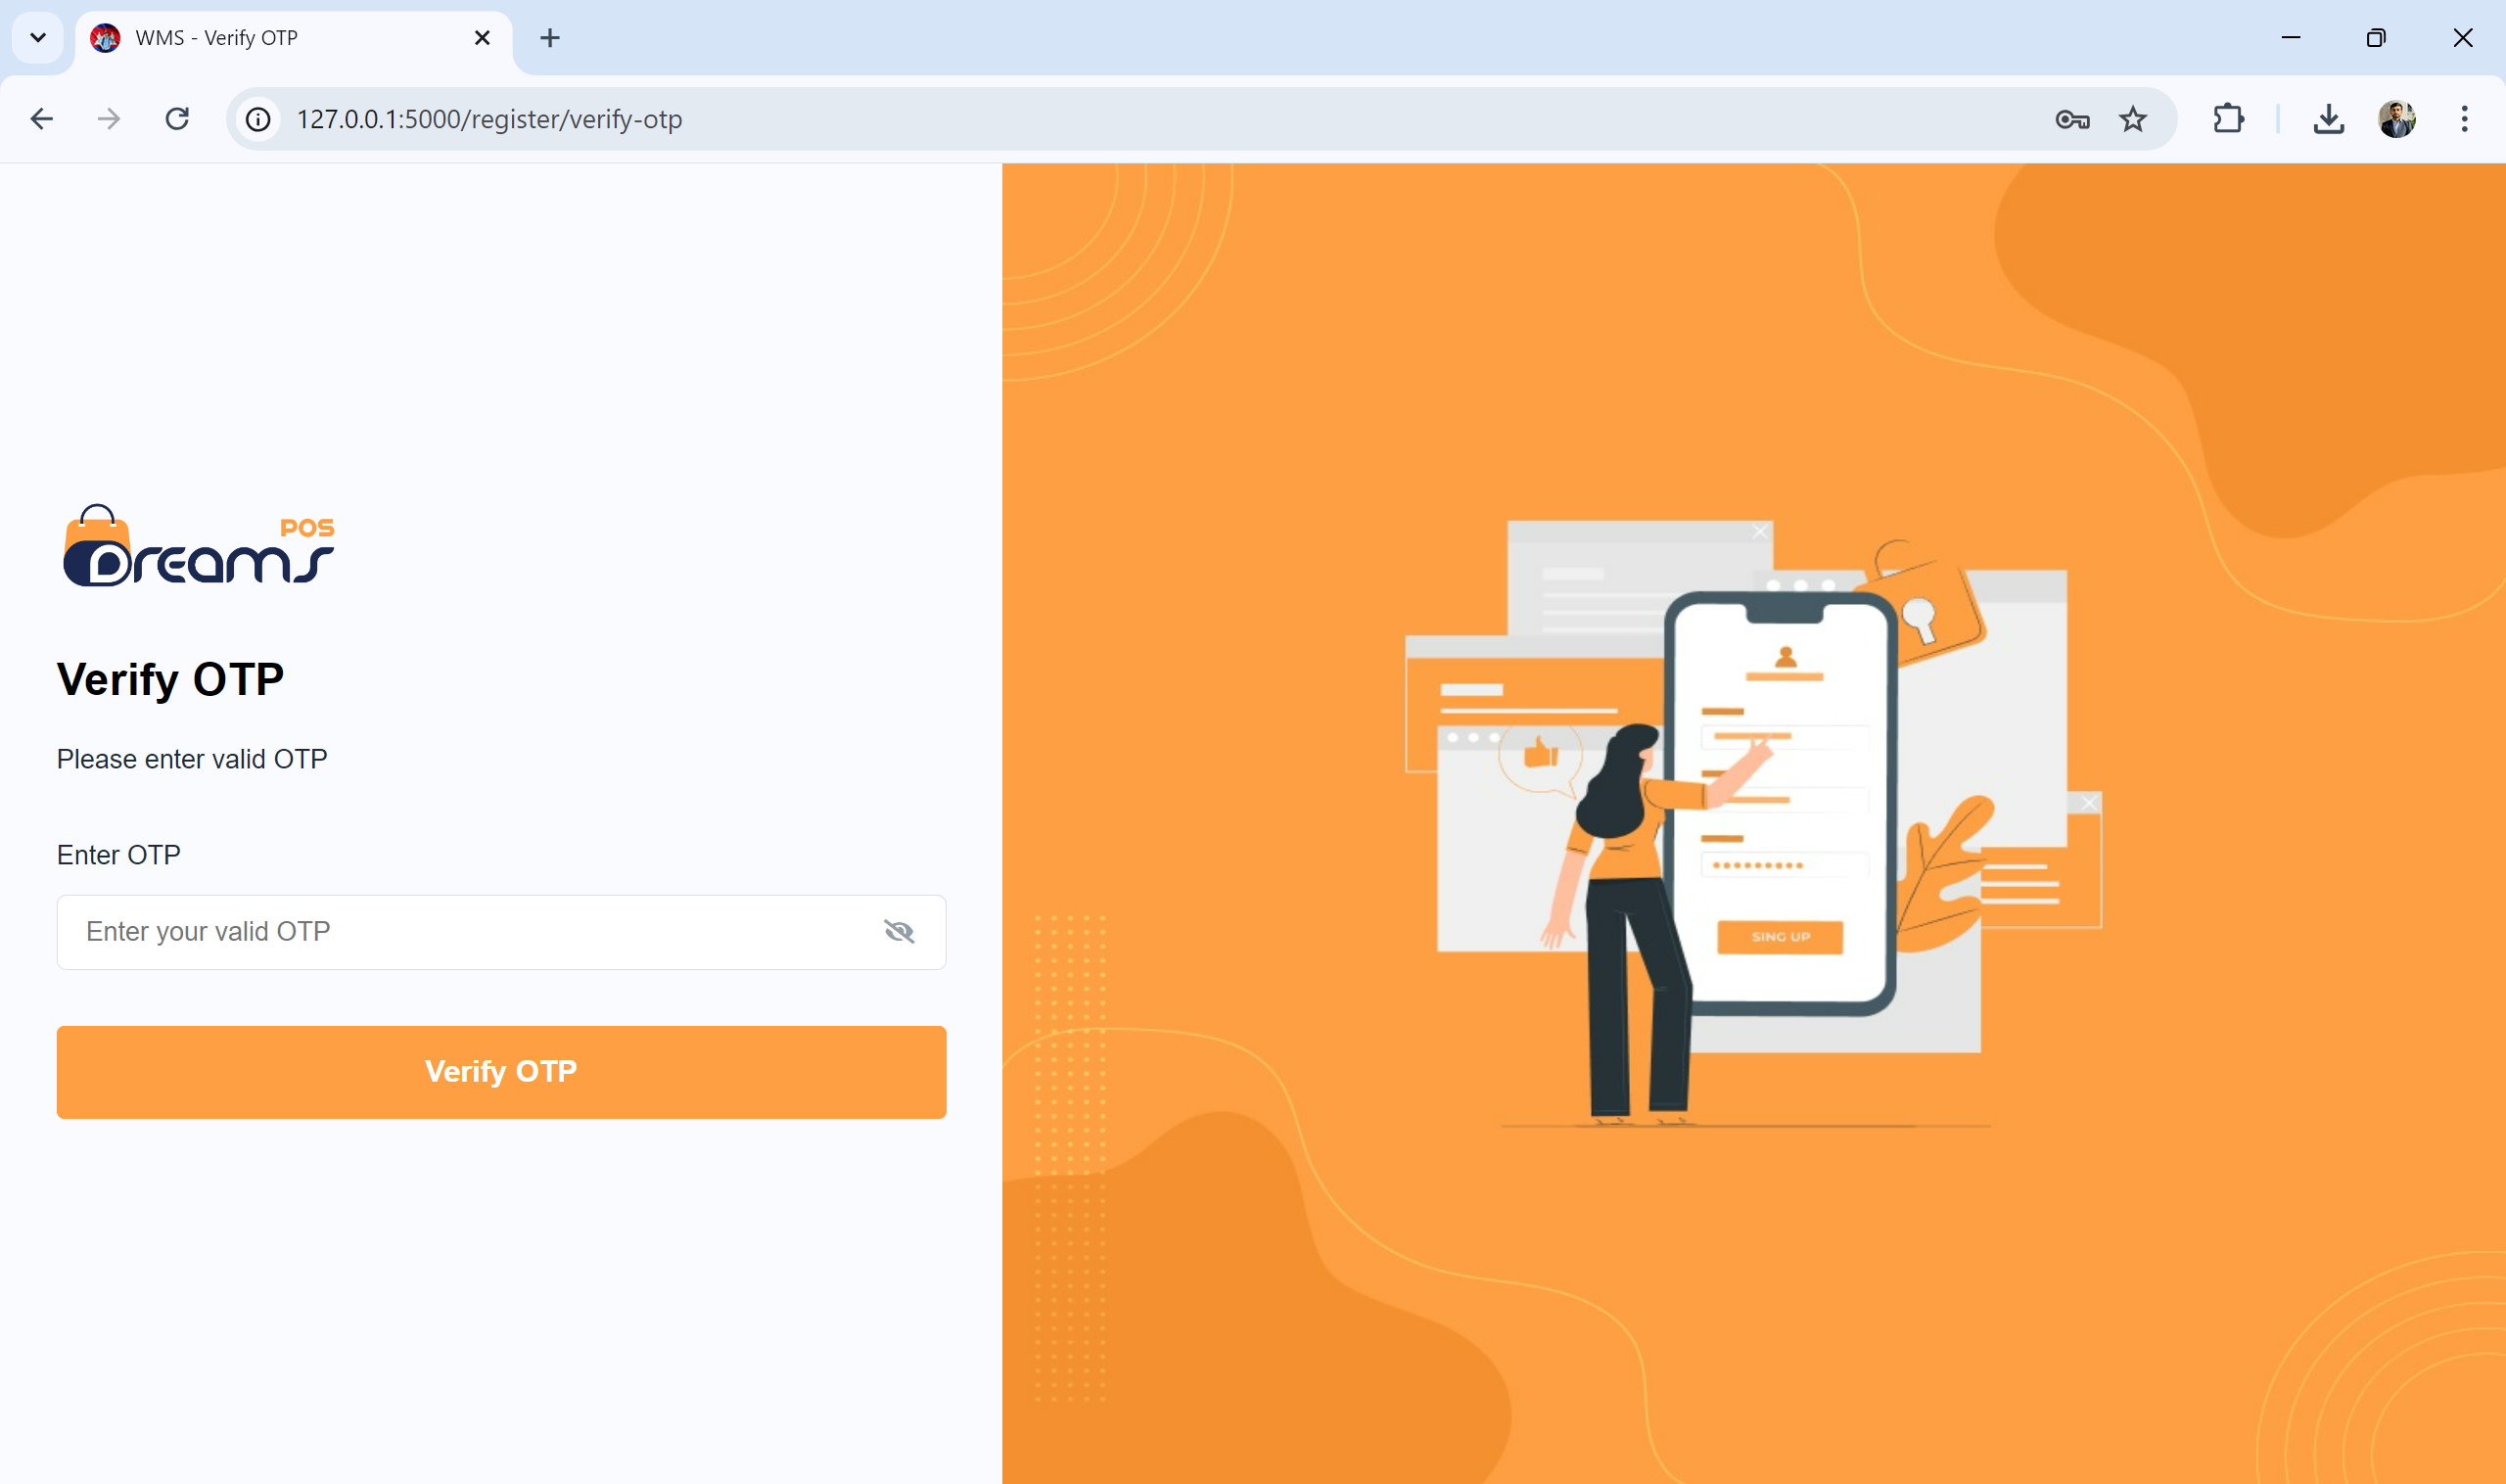 WMS - Verify OTP
127.0.0.1:5000/register/verify-otp
POS
Dreams
Verify OTP
Please enter valid OTP
Enter OTP
Enter your valid OTP
Verify OTP
SING UP